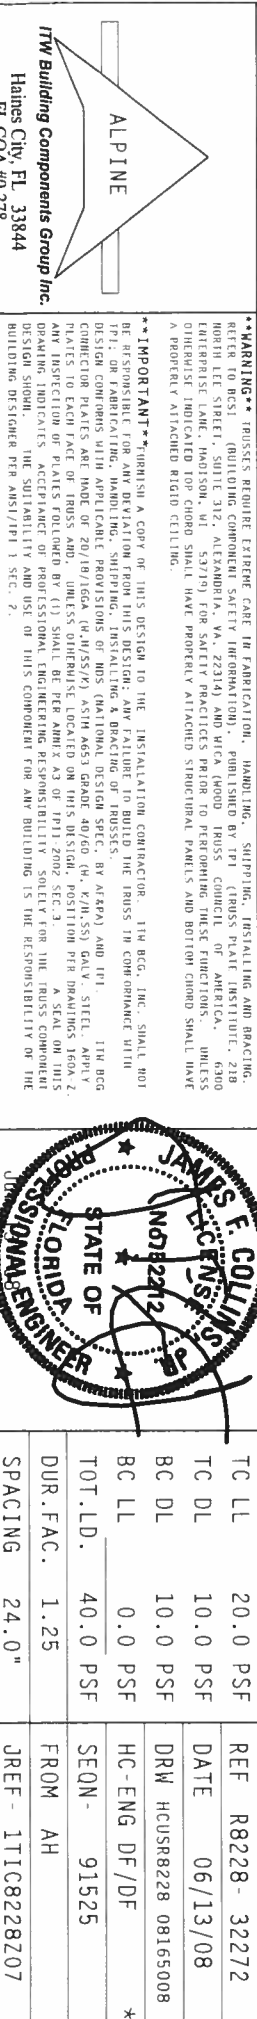 ALPINE
ITW Building Components Group Inc.
Haines City, FL 33844
FL COA #0 278
**WARNING** TRUSSES REQUIRE EXTREME CARE IN FABRICATION, HANDLING, SHIPPING, INSTALLING AND BRACING.
REFER TO BCSI (BUILDING COMPONENT SAFETY INFORMATION), PUBLISHED BY TPI (TRUSS PLATE INSTITUTE, 218
NORTH LEE STREET, SUITE 312, ALEXANDRIA, VA, 22314) AND WTCA (WOOD TRUSS COUNCIL OF AMERICA, 6300
ENTERPRISE LANE, MADISON, WI 53719) FOR SAFETY PRACTICES PRIOR TO PERFORMING THESE FUNCTIONS. UNLESS
OTHERWISE INDICATED TOP CHORD SHALL HAVE PROPERLY ATTACHED STRUCTURAL PANELS AND BOTTOM CHORD SHALL HAVE
A PROPERLY ATTACHED RIGID CEILING.
**IMPORTANT** FURNISH A COPY OF THIS DESIGN TO THE INSTALLATION CONTRACTOR. ITW BCG, INC. SHALL NOT
BE RESPONSIBLE FOR ANY DEVIATION FROM THIS DESIGN; ANY FAILURE TO BUILD THE TRUSS IN CONFORMANCE WITH
TPI; OR FABRICATING, HANDLING, SHIPPING, INSTALLING & BRACING OF TRUSSES.
DESIGN CONFORMS WITH APPLICABLE PROVISIONS OF NDS (NATIONAL DESIGN SPEC, BY AF&PA) AND TPI. ITW BCG
CONNECTOR PLATES ARE MADE OF 20/18/16GA (W.H/SS/K) ASTM A653 GRADE 40/60 (W. K/H.SS) GALV. STEEL. APPLY
PLATES TO EACH FACE OF TRUSS AND, UNLESS OTHERWISE LOCATED ON THIS DESIGN, POSITION PER DRAWINGS 160A-Z.
ANY INSPECTION OF PLATES FOLLOWED BY (1) SHALL BE PER ANNEX A3 OF TPI1-2002 SEC.3. A SEAL ON THIS
DRAWING INDICATES ACCEPTANCE OF PROFESSIONAL ENGINEERING RESPONSIBILITY SOLELY FOR THE TRUSS COMPONENT
DESIGN SHOWN. THE SUITABILITY AND USE OF THIS COMPONENT FOR ANY BUILDING IS THE RESPONSIBILITY OF THE
BUILDING DESIGNER PER ANSI/TPI 1 SEC. 2.
JAMES F. COLLINS
LICENSE
STATE OF
FLORIDA
PROFESSIONAL ENGINEER
TC LL 20.0 PSF
TC DL 10.0 PSF
BC DL 10.0 PSF
BC LL 0.0 PSF
TOT.LD. 40.0 PSF
DUR.FAC. 1.25
SPACING 24.0"
REF R8228- 32272
DATE 06/13/08
DRW HCUSR8228 08165008
HC-ENG DF/DF *
SEQN- 91525
FROM AH
JREF- 1TIC8228Z07